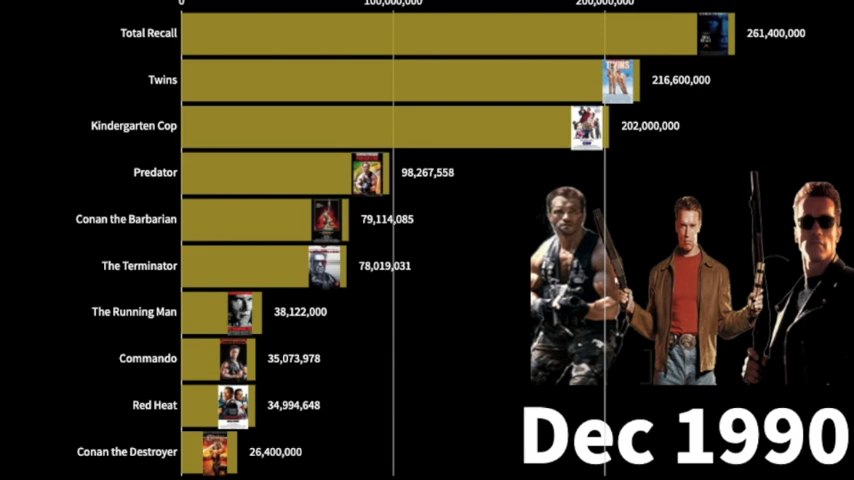 0 100,000,000 200,000,000
Total Recall 261,400,000
Twins 216,600,000
Kindergarten Cop 202,000,000
Predator 98,267,558
Conan the Barbarian 79,114,085
The Terminator 78,019,031
The Running Man 38,122,000
Commando 35,073,978
Red Heat 34,994,648
Conan the Destroyer 26,400,000
Dec 1990